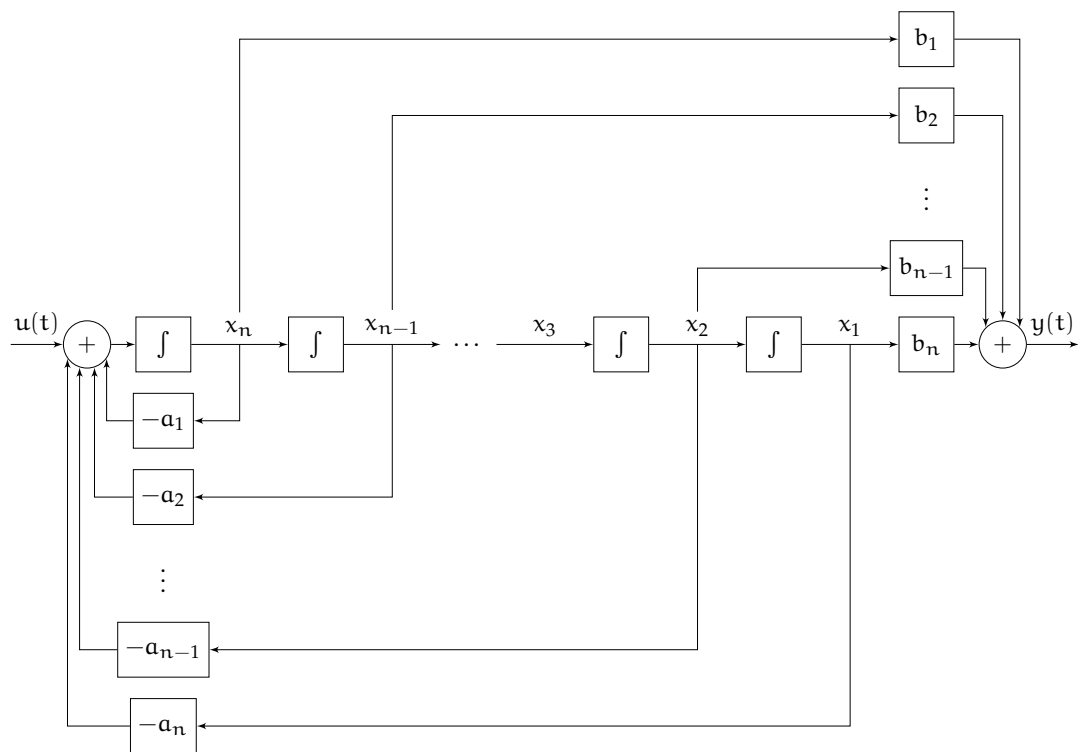 b₁
b₂
⋮
bₙ₋₁
u(t) + ∫ xₙ ∫ xₙ₋₁ ⋯ x₃ ∫ x₂ ∫ x₁ bₙ + y(t)
−a₁
−a₂
⋮
−aₙ₋₁
−aₙ